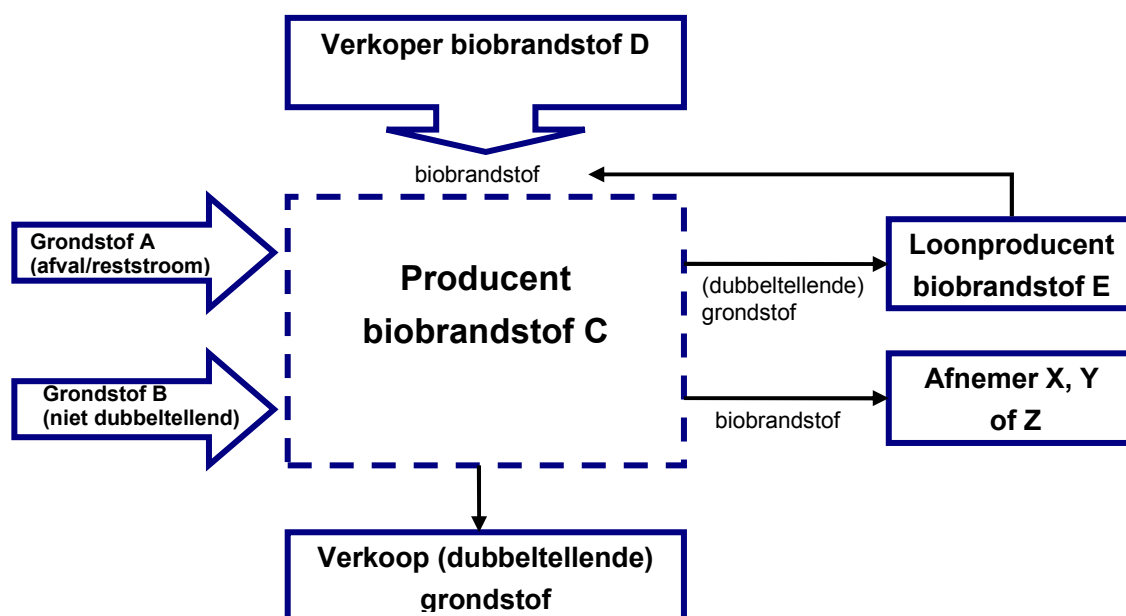 Verkoper biobrandstof D
biobrandstof
Grondstof A
(afval/reststroom)
Producent
biobrandstof C
(dubbeltellende)
grondstof
Loonproducent
biobrandstof E
Grondstof B
(niet dubbeltellend)
biobrandstof
Afnemer X, Y
of Z
Verkoop (dubbeltellende)
grondstof